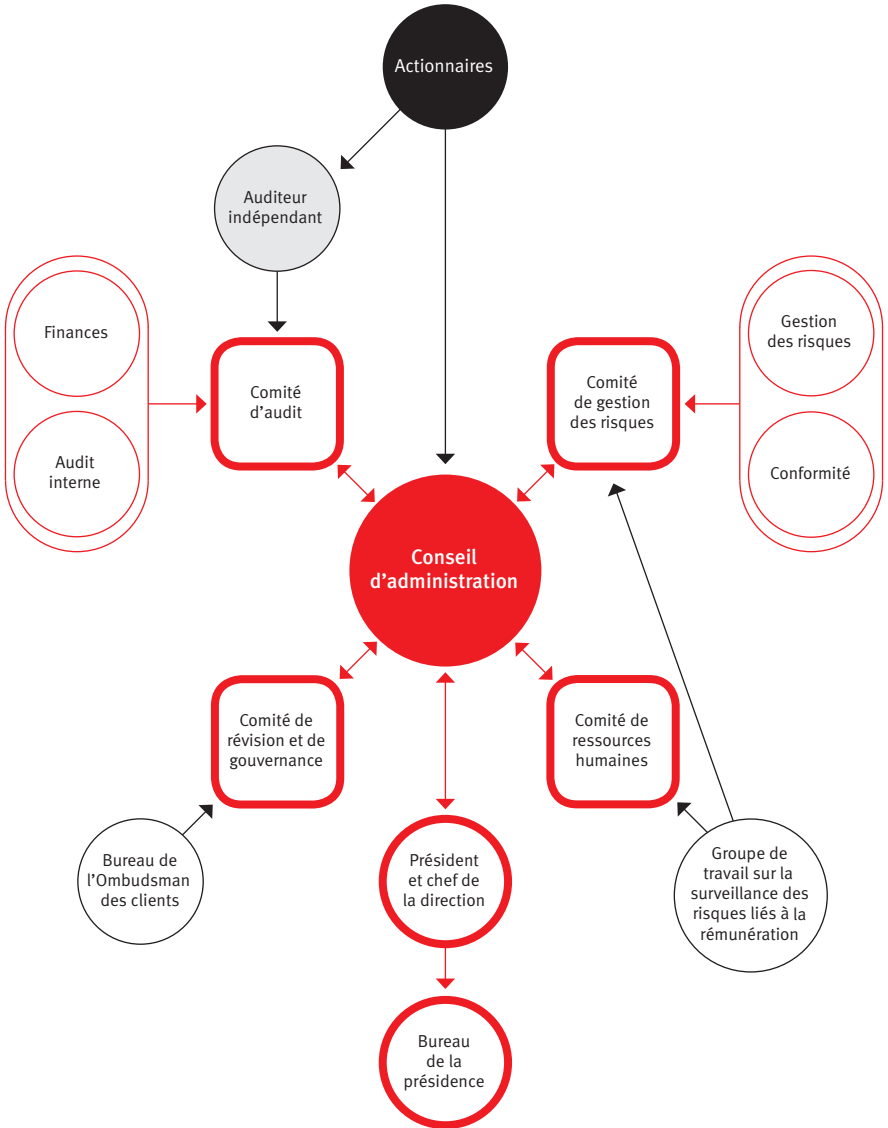 Actionnaires
Auditeur
indépendant
Finances
Audit
interne
Comité
d'audit
Comité
de gestion
des risques
Gestion
des risques
Conformité
Conseil
d'administration
Comité de
révision et de
gouvernance
Comité de
ressources
humaines
Bureau de
l'Ombudsman
des clients
Président
et chef de
la direction
Groupe de
travail sur la
surveillance des
risques liés à la
rémunération
Bureau
de la
présidence